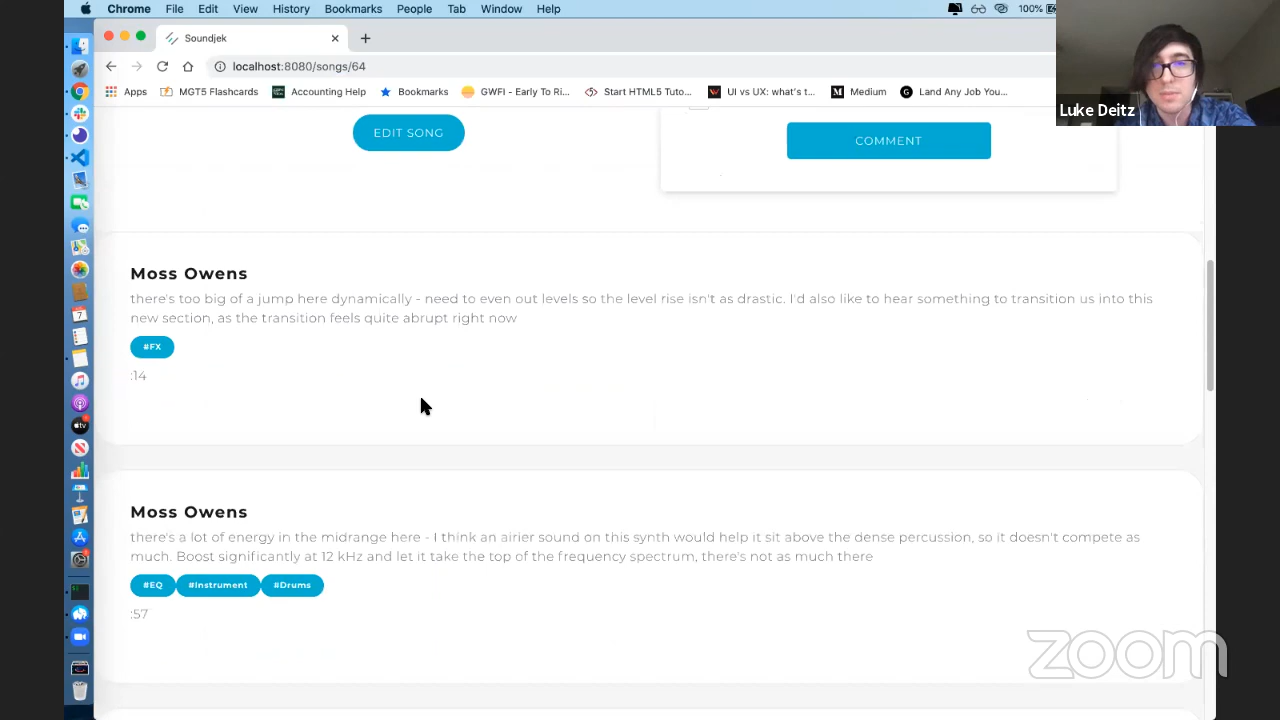 Chrome File Edit View History Bookmarks People Tab Window Help 100%
Soundjek
localhost:8080/songs/64
Apps MGT5 Flashcards Accounting Help Bookmarks GWFI - Early To Ri... Start HTML5 Tuto... UI vs UX: what's t... Medium Land Any Job You...
Luke Deitz
EDIT SONG
COMMENT
Moss Owens
there's too big of a jump here dynamically - need to even out levels so the level rise isn't as drastic. I'd also like to hear something to transition us into this
new section, as the transition feels quite abrupt right now
#FX
:14
Moss Owens
there's a lot of energy in the midrange here - I think an airier sound on this synth would help it sit above the dense percussion, so it doesn't compete as
much. Boost significantly at 12 kHz and let it take the top of the frequency spectrum, there's not as much there
#EQ #Instrument #Drums
:57
zoom